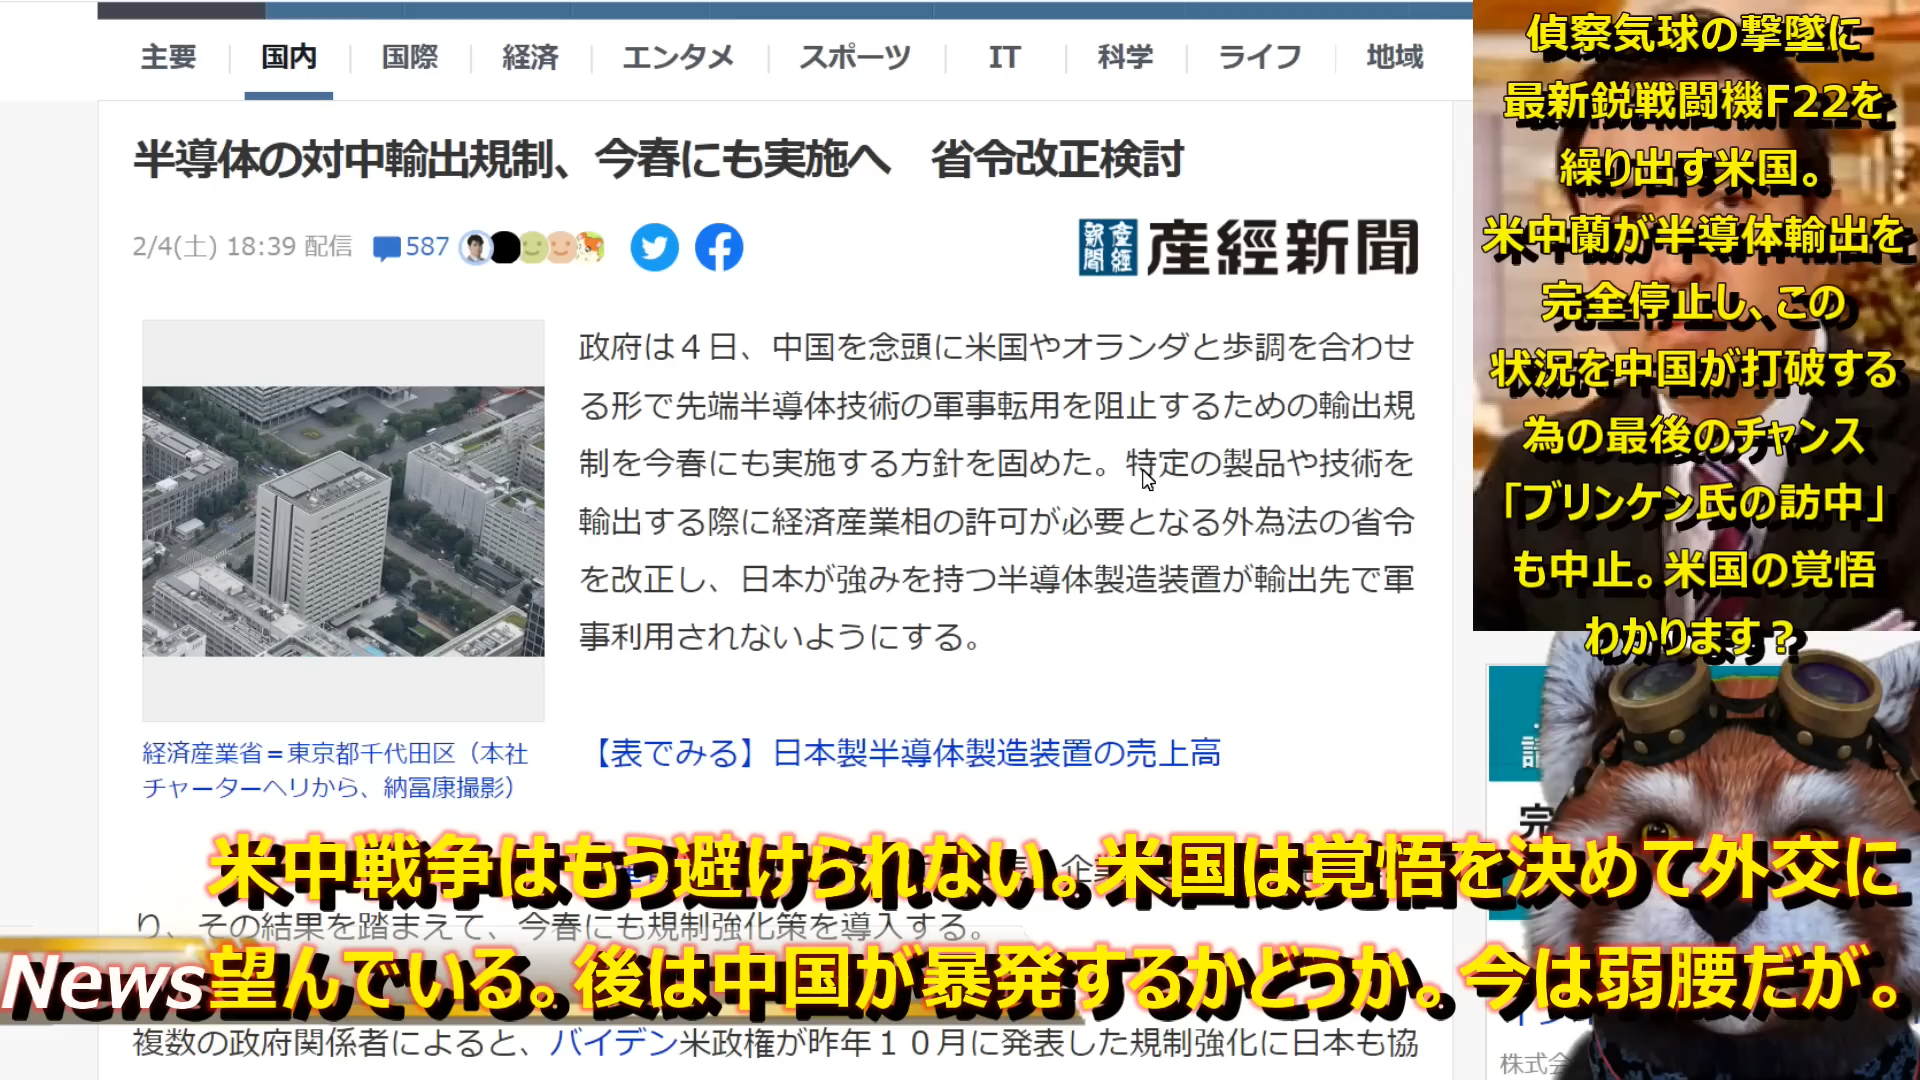 主要
国内
国際
経済
エンタメ
スポーツ
IT
科学
ライフ
地域
半導体の対中輸出規制、今春にも実施へ　省令改正検討
2/4(土) 18:39 配信
587
産経新聞
産經新聞
政府は４日、中国を念頭に米国やオランダと歩調を合わせ
る形で先端半導体技術の軍事転用を阻止するための輸出規
制を今春にも実施する方針を固めた。特定の製品や技術を
輸出する際に経済産業相の許可が必要となる外為法の省令
を改正し、日本が強みを持つ半導体製造装置が輸出先で軍
事利用されないようにする。
経済産業省＝東京都千代田区（本社
チャーターヘリから、納冨康撮影）
【表でみる】日本製半導体製造装置の売上高
り、その結果を踏まえて、今春にも規制強化策を導入する。
複数の政府関係者によると、バイデン米政権が昨年１０月に発表した規制強化に日本も協
偵察気球の撃墜に
最新鋭戦闘機F22を
繰り出す米国。
米中蘭が半導体輸出を
完全停止し、この
状況を中国が打破する
為の最後のチャンス
「ブリンケン氏の訪中」
も中止。米国の覚悟
わかります？
完
株式会
米中戦争はもう避けられない。米国は覚悟を決めて外交に
News
望んでいる。後は中国が暴発するかどうか。今は弱腰だが。